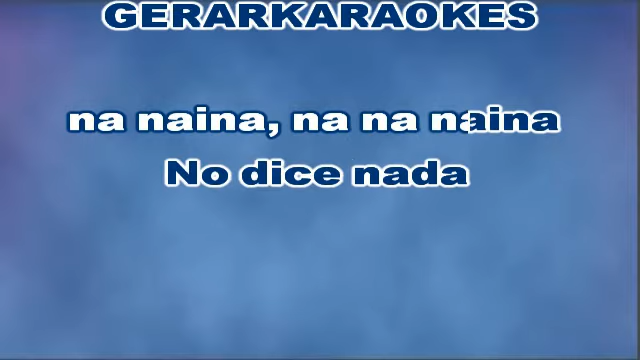 GERARKARAOKES
na naina, na na naina
No dice nada